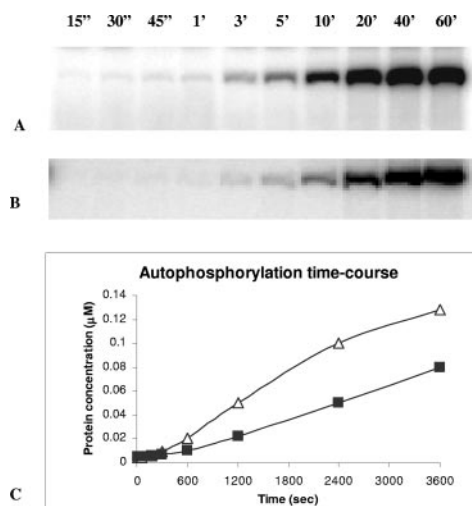 15” 30” 45” 1’ 3’ 5’ 10’ 20’ 40’ 60’
A
B
Autophosphorylation time-course
Protein concentration (μM)
0.14
0.12
0.1
0.08
0.06
0.04
0.02
0
0 600 1200 1800 2400 3000 3600
Time (sec)
C